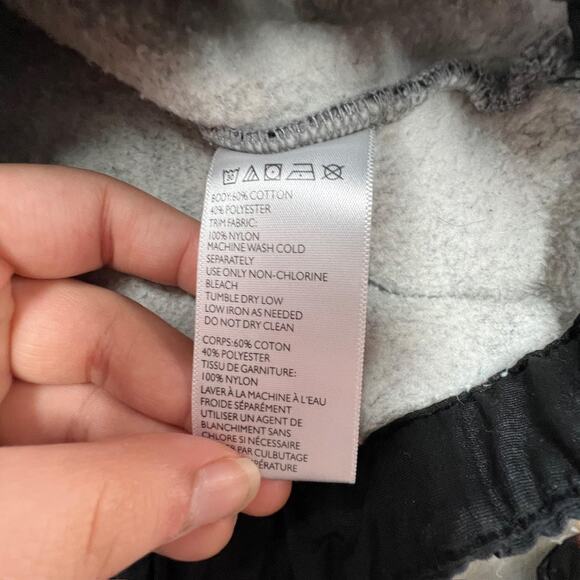 BODY:60% COTTON
40% POLYESTER
TRIM FABRIC:
100% NYLON
MACHINE WASH COLD
SEPARATELY
USE ONLY NON-CHLORINE
BLEACH
TUMBLE DRY LOW
LOW IRON AS NEEDED
DO NOT DRY CLEAN
CORPS:60% COTON
40% POLYESTER
TISSU DE GARNITURE:
100% NYLON
LAVER À LA MACHINE À L'EAU
FROIDE SÉPARÉMENT
UTILISER UN AGENT DE
BLANCHIMENT SANS
CHLORE SI NÉCESSAIRE
PAR CULBUTAGE